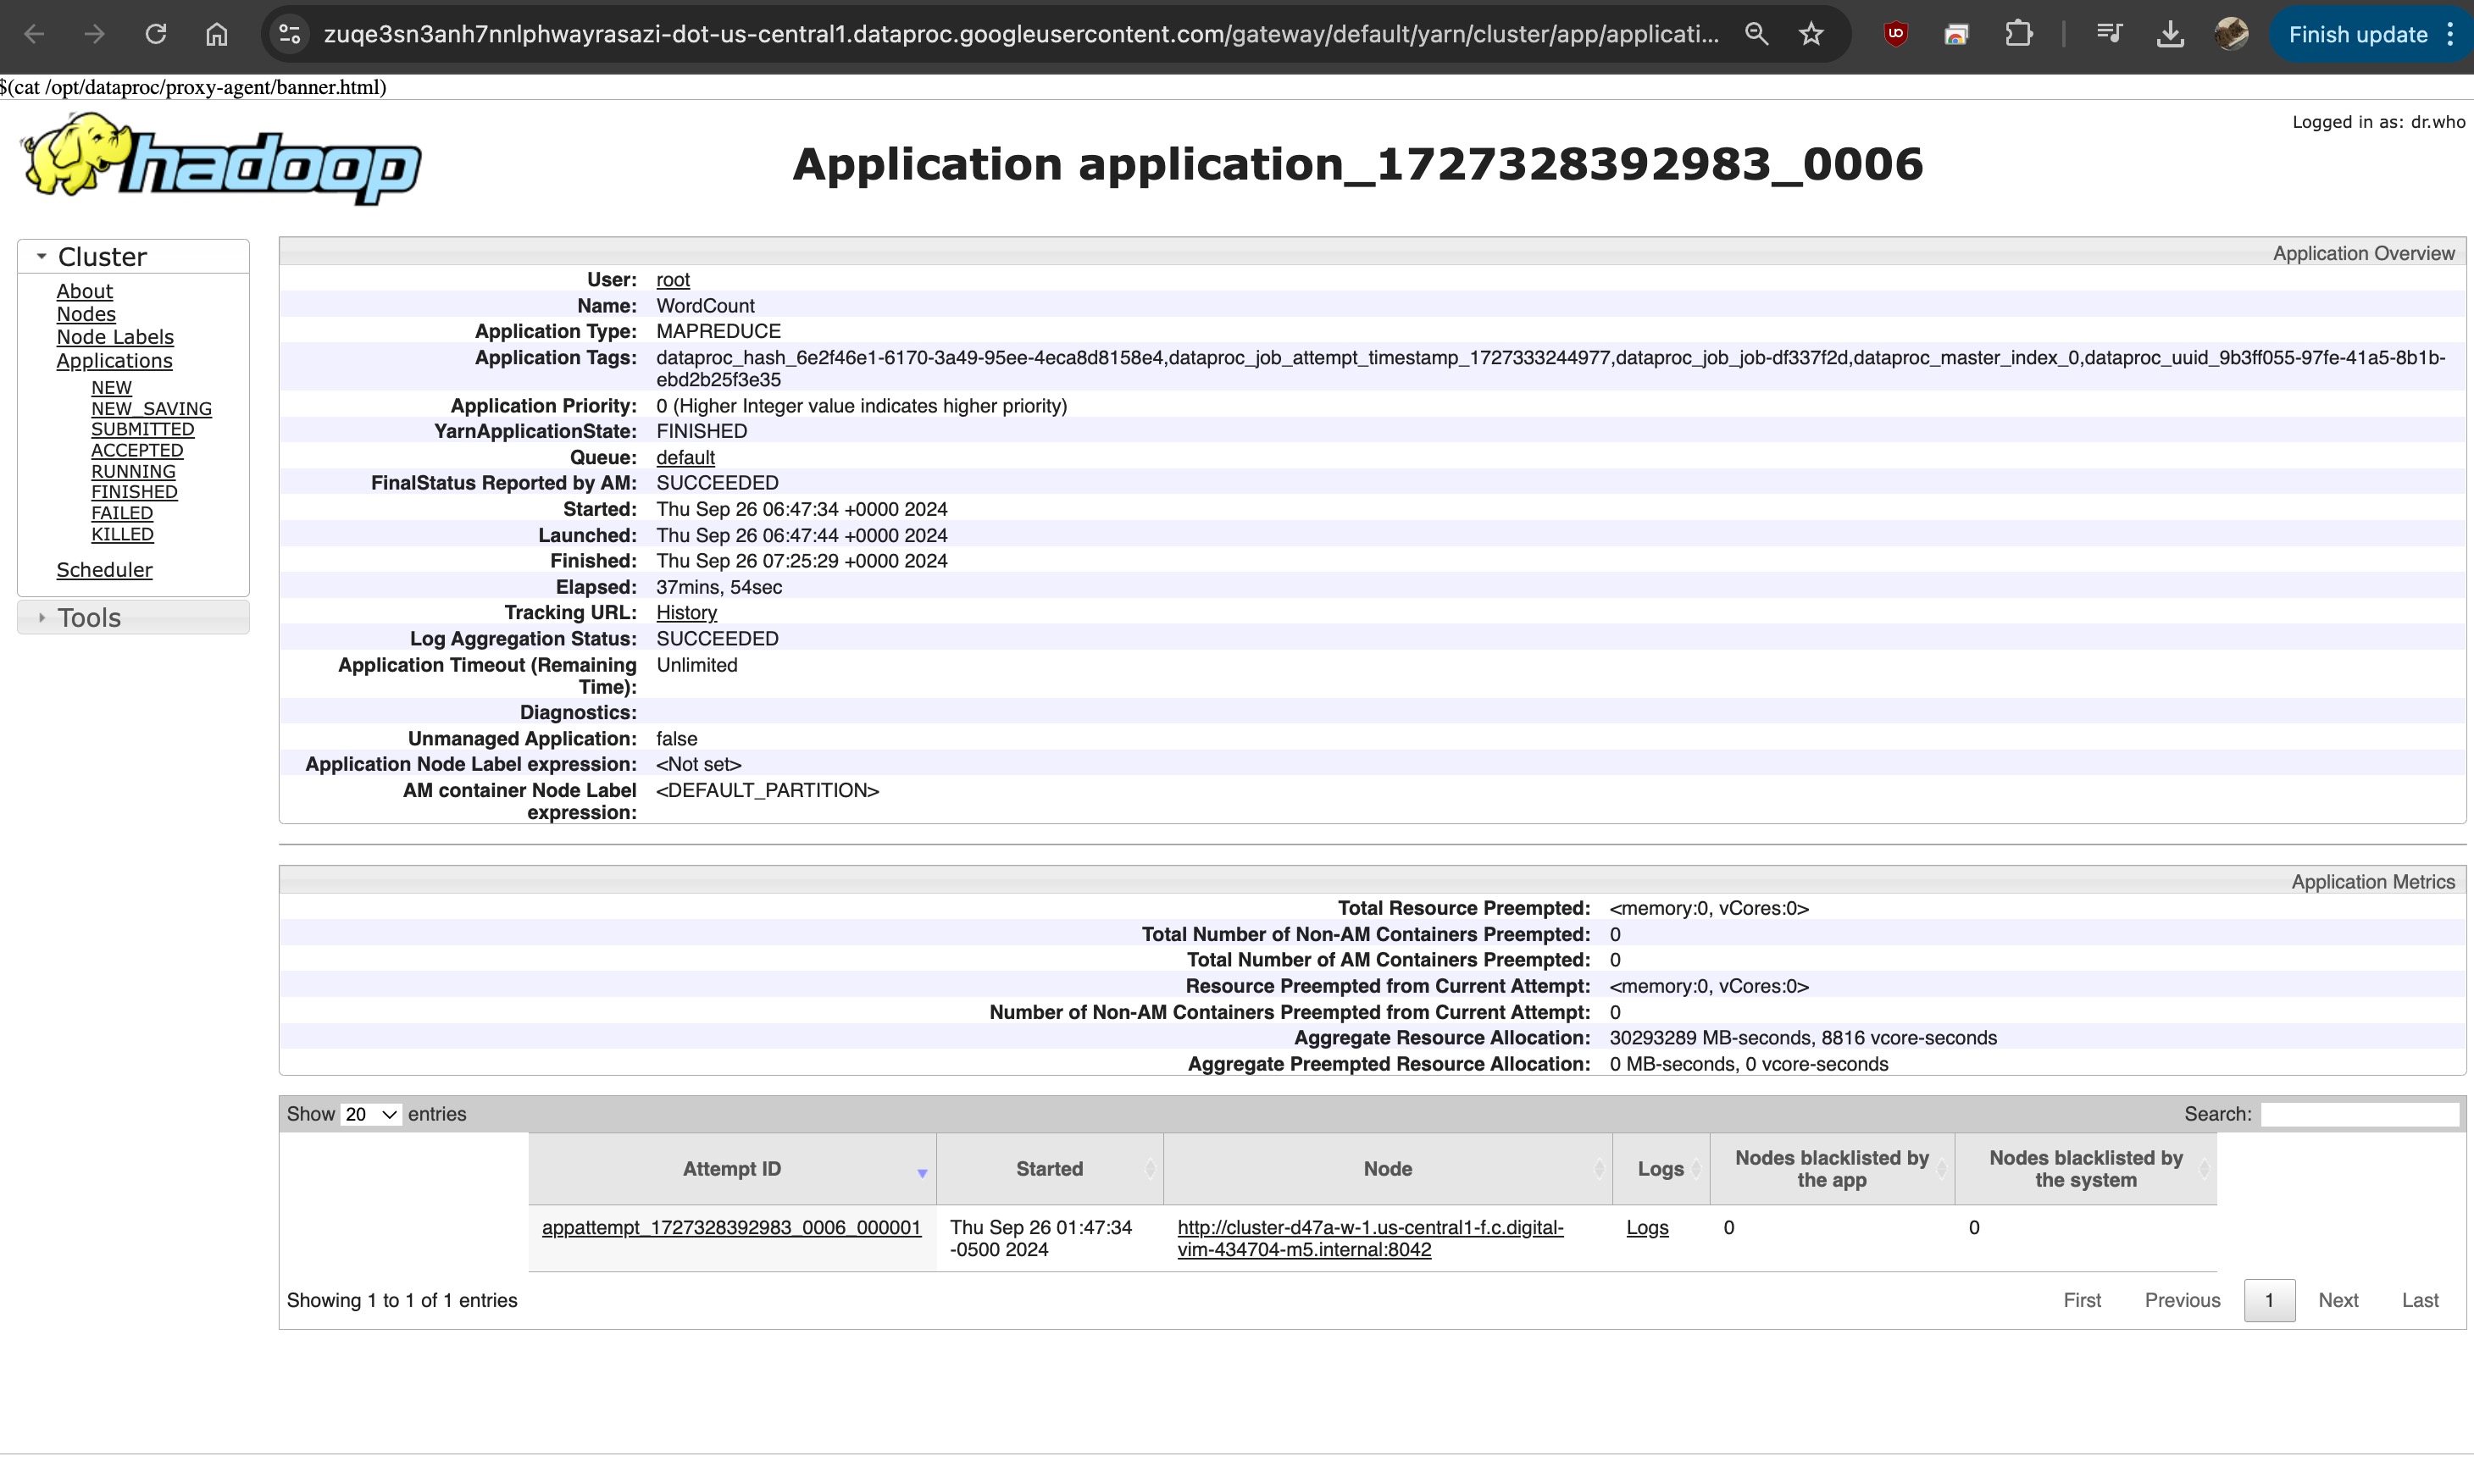 zuqe3sn3anh7nnlphwayrasazi-dot-us-central1.dataproc.googleusercontent.com/gateway/default/yarn/cluster/app/applicati...
Finish update
$(cat /opt/dataproc/proxy-agent/banner.html)
hadoop
Logged in as: dr.who
Application application_1727328392983_0006
Cluster
About
Nodes
Node Labels
Applications
NEW
NEW_SAVING
SUBMITTED
ACCEPTED
RUNNING
FINISHED
FAILED
KILLED
Scheduler
Tools
Application Overview
User: root
Name: WordCount
Application Type: MAPREDUCE
Application Tags: dataproc_hash_6e2f46e1-6170-3a49-95ee-4eca8d8158e4,dataproc_job_attempt_timestamp_1727333244977,dataproc_job_job-df337f2d,dataproc_master_index_0,dataproc_uuid_9b3ff055-97fe-41a5-8b1b-
ebd2b25f3e35
Application Priority: 0 (Higher Integer value indicates higher priority)
YarnApplicationState: FINISHED
Queue: default
FinalStatus Reported by AM: SUCCEEDED
Started: Thu Sep 26 06:47:34 +0000 2024
Launched: Thu Sep 26 06:47:44 +0000 2024
Finished: Thu Sep 26 07:25:29 +0000 2024
Elapsed: 37mins, 54sec
Tracking URL: History
Log Aggregation Status: SUCCEEDED
Application Timeout (Remaining Unlimited
Time):
Diagnostics:
Unmanaged Application: false
Application Node Label expression: <Not set>
AM container Node Label <DEFAULT_PARTITION>
expression:
Application Metrics
Total Resource Preempted: <memory:0, vCores:0>
Total Number of Non-AM Containers Preempted: 0
Total Number of AM Containers Preempted: 0
Resource Preempted from Current Attempt: <memory:0, vCores:0>
Number of Non-AM Containers Preempted from Current Attempt: 0
Aggregate Resource Allocation: 30293289 MB-seconds, 8816 vcore-seconds
Aggregate Preempted Resource Allocation: 0 MB-seconds, 0 vcore-seconds
Show 20 entries
Search:
Attempt ID Started Node Logs Nodes blacklisted by Nodes blacklisted by
the app the system
appattempt_1727328392983_0006_000001 Thu Sep 26 01:47:34 http://cluster-d47a-w-1.us-central1-f.c.digital- Logs 0 0
-0500 2024 vim-434704-m5.internal:8042
Showing 1 to 1 of 1 entries
First Previous 1 Next Last